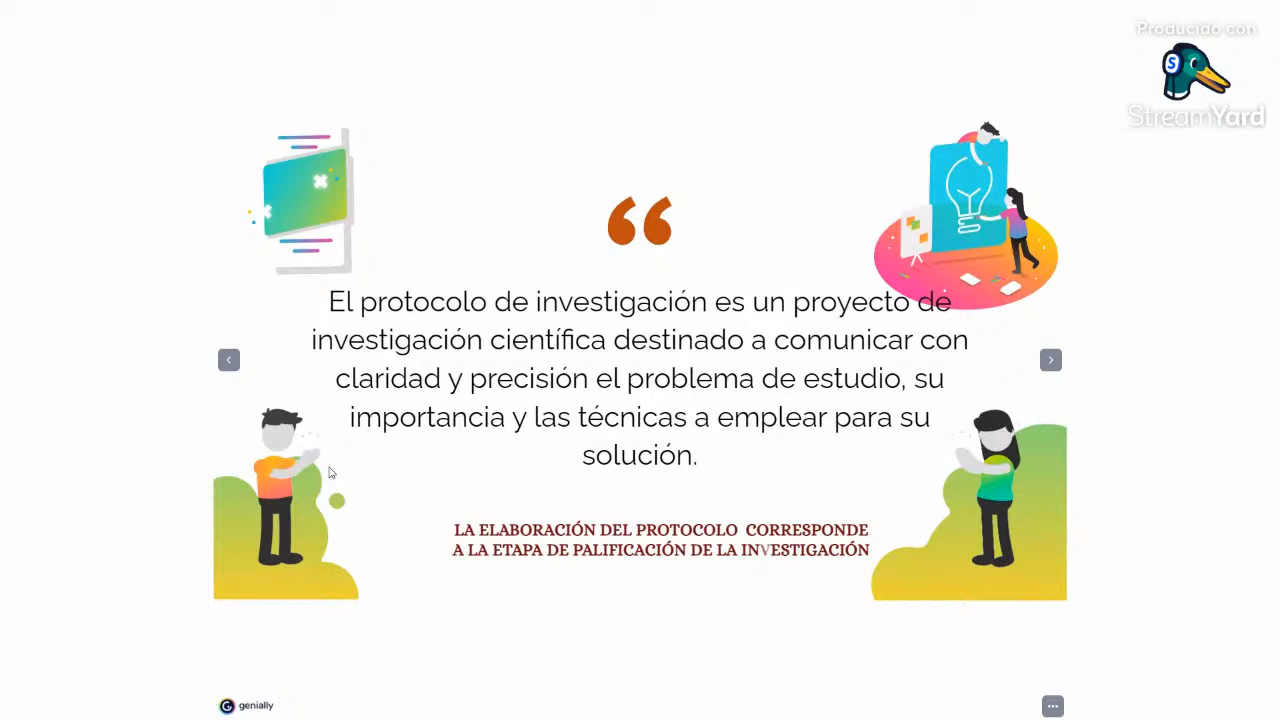 Producido con
StreamYard
“
El protocolo de investigación es un proyecto de
investigación científica destinado a comunicar con
claridad y precisión el problema de estudio, su
importancia y las técnicas a emplear para su
solución.
LA ELABORACIÓN DEL PROTOCOLO CORRESPONDE
A LA ETAPA DE PALIFICACIÓN DE LA INVESTIGACIÓN
genially